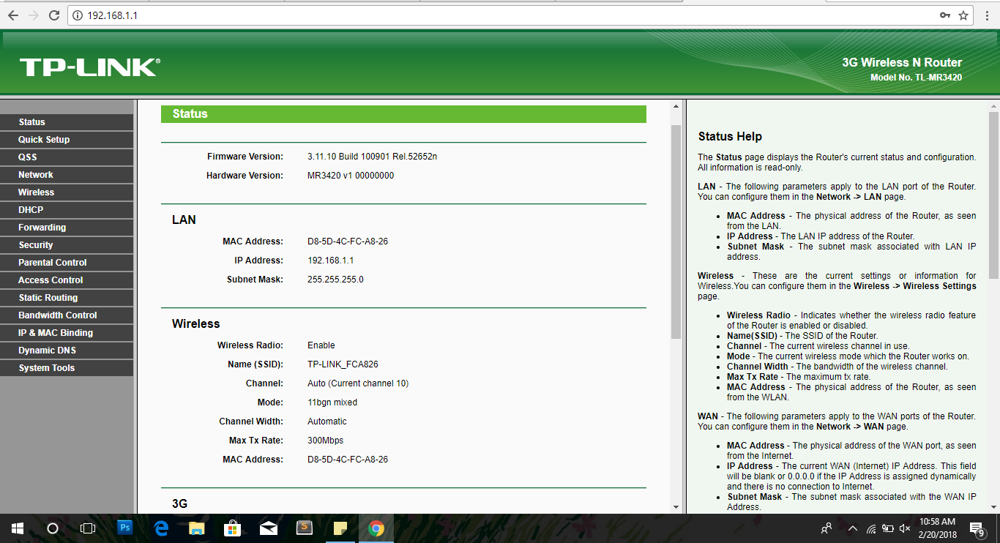 192.168.1.1
TP-LINK®
3G Wireless N Router
Model No. TL-MR3420
Status
Quick Setup
QSS
Network
Wireless
DHCP
Forwarding
Security
Parental Control
Access Control
Static Routing
Bandwidth Control
IP & MAC Binding
Dynamic DNS
System Tools
Status
Firmware Version: 3.11.10 Build 100901 Rel.52652n
Hardware Version: MR3420 v1 00000000
LAN
MAC Address: D8-5D-4C-FC-A8-26
IP Address: 192.168.1.1
Subnet Mask: 255.255.255.0
Wireless
Wireless Radio: Enable
Name (SSID): TP-LINK_FCA826
Channel: Auto (Current channel 10)
Mode: 11bgn mixed
Channel Width: Automatic
Max Tx Rate: 300Mbps
MAC Address: D8-5D-4C-FC-A8-26
3G
Status Help
The Status page displays the Router's current status and configuration.
All information is read-only.
LAN - The following parameters apply to the LAN port of the Router.
You can configure them in the Network -> LAN page.
• MAC Address - The physical address of the Router, as seen
from the LAN.
• IP Address - The LAN IP address of the Router.
• Subnet Mask - The subnet mask associated with LAN IP
address.
Wireless - These are the current settings or information for
Wireless.You can configure them in the Wireless -> Wireless Settings
page.
• Wireless Radio - Indicates whether the wireless radio feature
of the Router is enabled or disabled.
• Name(SSID) - The SSID of the Router.
• Channel - The current wireless channel in use.
• Mode - The current wireless mode which the Router works on.
• Channel Width - The bandwidth of the wireless channel.
• Max Tx Rate - The maximum tx rate.
• MAC Address - The physical address of the Router, as seen
from the WLAN.
WAN - The following parameters apply to the WAN ports of the Router.
You can configure them in the Network -> WAN page.
• MAC Address - The physical address of the WAN port, as seen
from the Internet.
• IP Address - The current WAN (Internet) IP Address. This field
will be blank or 0.0.0.0 if the IP Address is assigned dynamically
and there is no connection to Internet.
• Subnet Mask - The subnet mask associated with the WAN IP
Address.
Ps
S
10:58 AM
2/20/2018
9